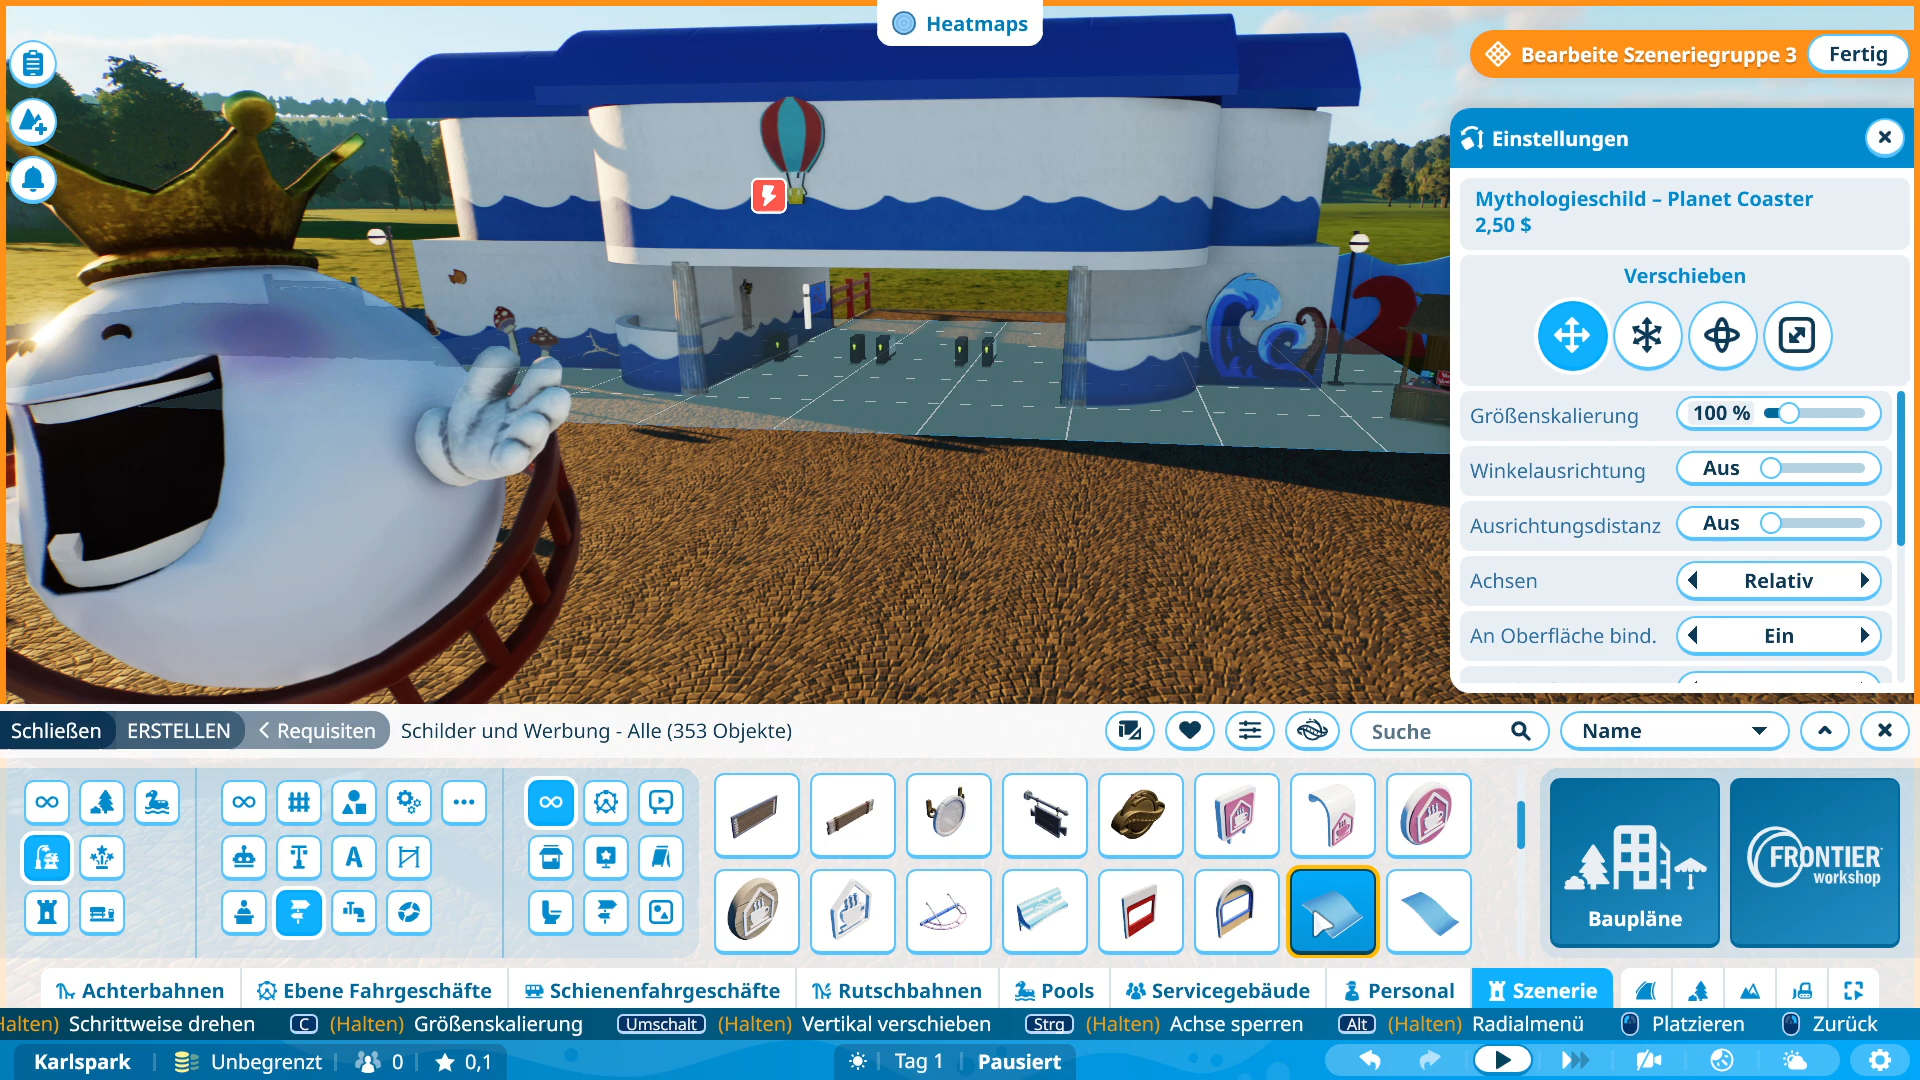 Heatmaps
Bearbeite Szeneriegruppe 3
Fertig
Einstellungen
Mythologieschild – Planet Coaster
2,50 $
Verschieben
Größenskalierung 100 %
Winkelausrichtung Aus
Ausrichtungsdistanz Aus
Achsen Relativ
An Oberfläche bind. Ein
Schließen ERSTELLEN Requisiten Schilder und Werbung - Alle (353 Objekte) Suche Name
Baupläne
FRONTIER
workshop
Achterbahnen Ebene Fahrgeschäfte Schienenfahrgeschäfte Rutschbahnen Pools Servicegebäude Personal Szenerie
Halten) Schrittweise drehen C (Halten) Größenskalierung Umschalt (Halten) Vertikal verschieben Strg (Halten) Achse sperren Alt (Halten) Radialmenü Platzieren Zurück
Karlspark Unbegrenzt 0 0,1 Tag 1 Pausiert